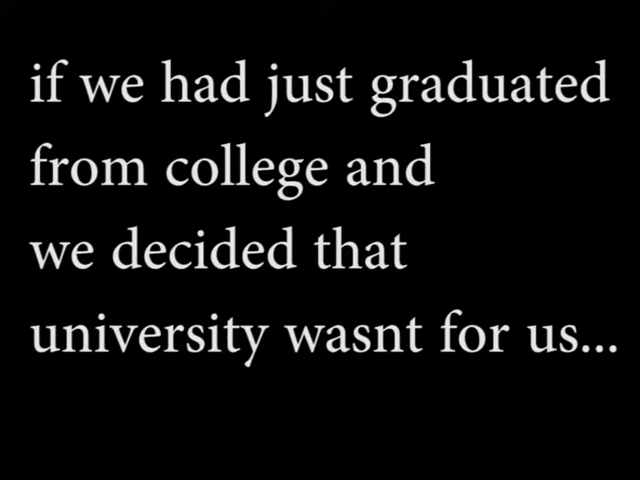 if we had just graduated
from college and
we decided that
university wasnt for us...